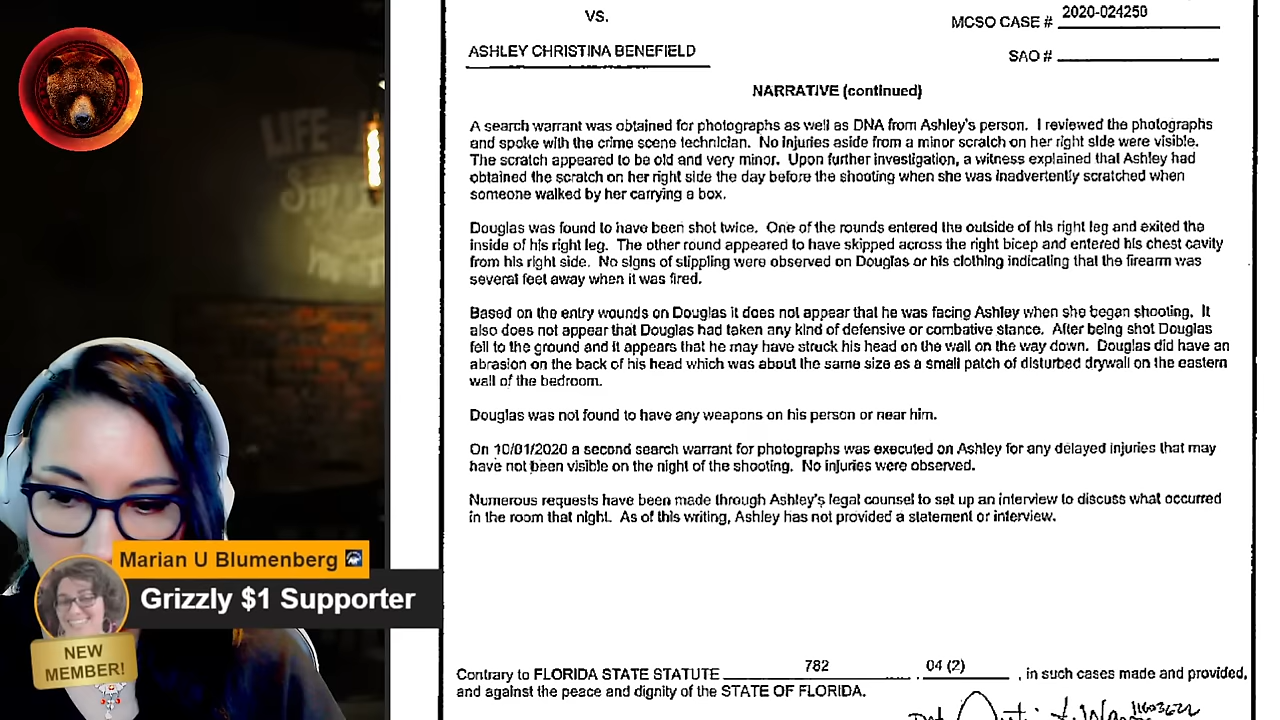 VS.
MCSO CASE # 2020-024250
ASHLEY CHRISTINA BENEFIELD
SAO #
NARRATIVE (continued)
A search warrant was obtained for photographs as well as DNA from Ashley's person. I reviewed the photographs
and spoke with the crime scene technician. No injuries aside from a minor scratch on her right side were visible.
The scratch appeared to be old and very minor. Upon further investigation, a witness explained that Ashley had
obtained the scratch on her right side the day before the shooting when she was inadvertently scratched when
someone walked by her carrying a box.
Douglas was found to have been shot twice. One of the rounds entered the outside of his right leg and exited the
inside of his right leg. The other round appeared to have skipped across the right bicep and entered his chest cavity
from his right side. No signs of stippling were observed on Douglas or his clothing indicating that the firearm was
several feet away when it was fired.
Based on the entry wounds on Douglas it does not appear that he was facing Ashley when she began shooting. It
also does not appear that Douglas had taken any kind of defensive or combative stance. After being shot Douglas
fell to the ground and it appears that he may have struck his head on the wall on the way down. Douglas did have an
abrasion on the back of his head which was about the same size as a small patch of disturbed drywall on the eastern
wall of the bedroom.
Douglas was not found to have any weapons on his person or near him.
On 10/01/2020 a second search warrant for photographs was executed on Ashley for any delayed injuries that may
have not been visible on the night of the shooting. No injuries were observed.
Numerous requests have been made through Ashley's legal counsel to set up an interview to discuss what occurred
in the room that night. As of this writing, Ashley has not provided a statement or interview.
Contrary to FLORIDA STATE STATUTE 782 . 04 (2) , in such cases made and provided,
and against the peace and dignity of the STATE OF FLORIDA.
LIFE
Marian U Blumenberg
Grizzly $1 Supporter
NEW
MEMBER!